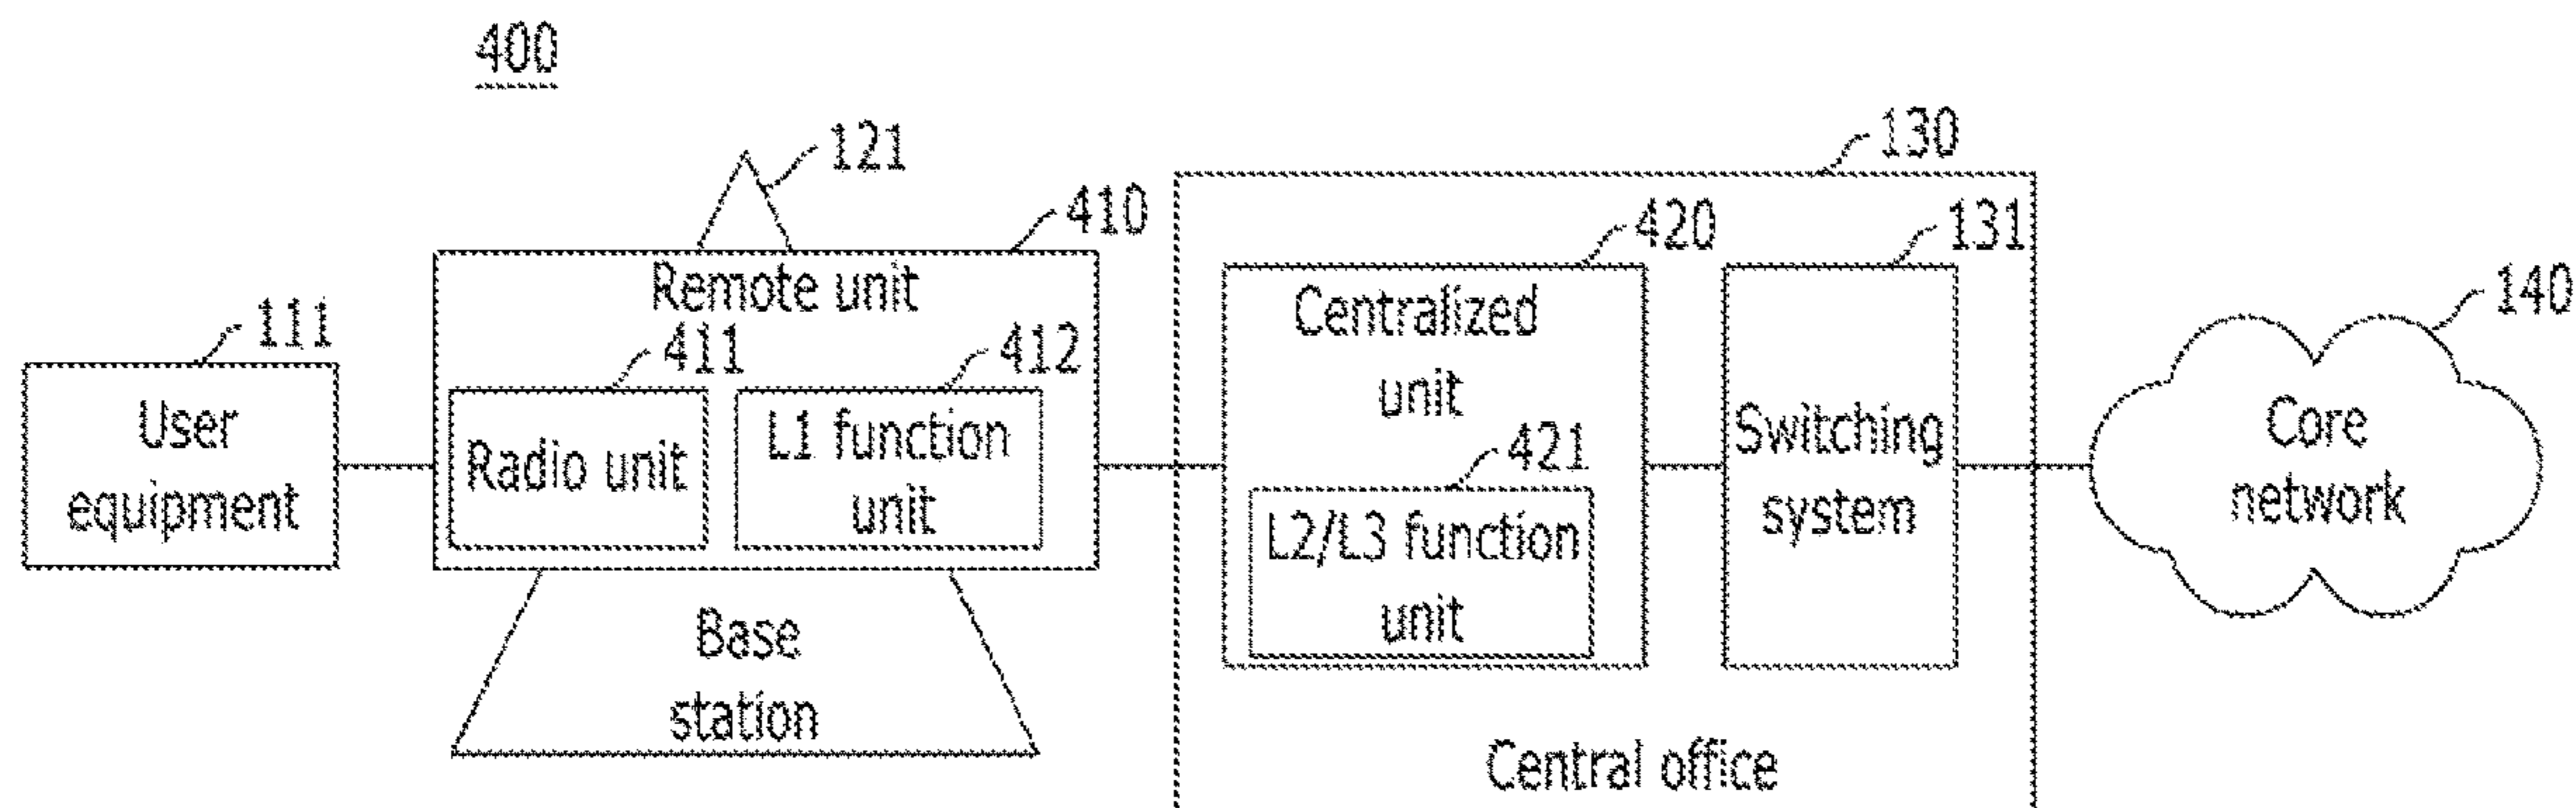 400
121
130
410
420
131
Remote unit
Centralized
unit
140
111
411
412
User
equipment
Radio unit
L1 function
unit
421
L2/L3 function
unit
Switching
system
Core
network
Base
station
Central office